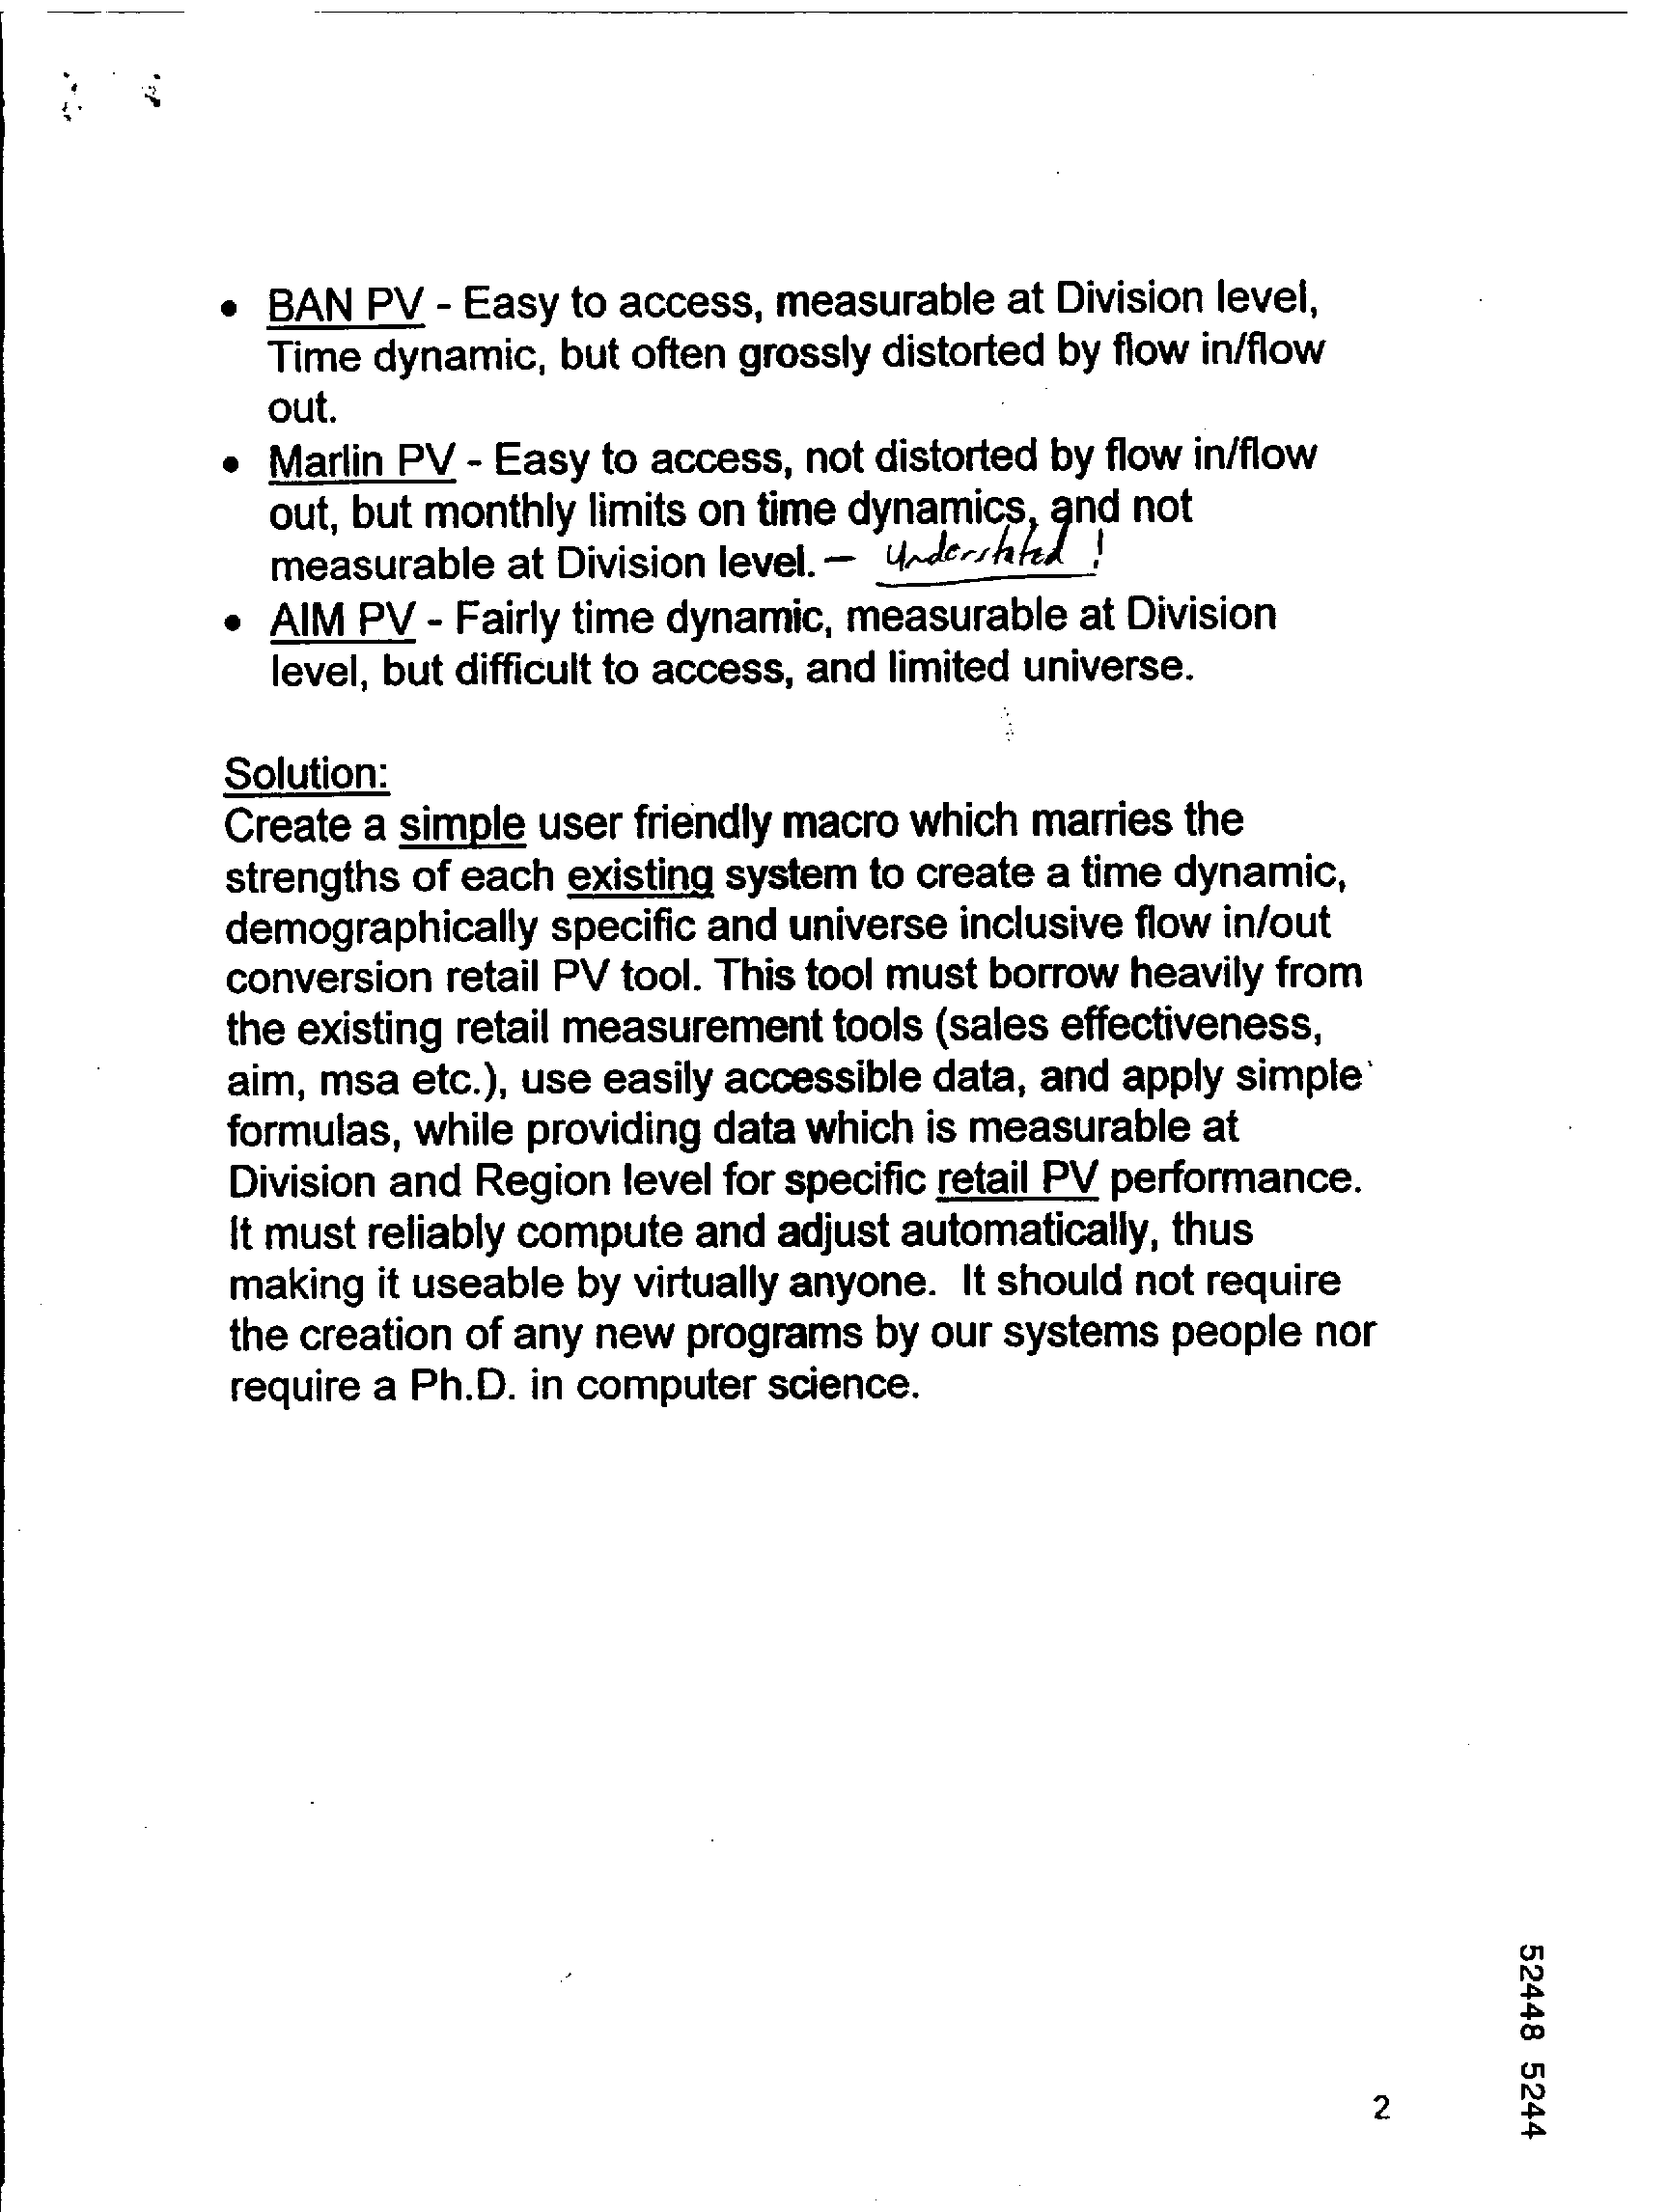 • BAN PV - Easy to access, measurable at Division level,
Time dynamic, but often grossly distorted by flow in/flow
out.
• Marlin PV - Easy to access, not distorted by flow in/flow
out, but monthly limits on time dynamics, and not
measurable at Division level. – Understated !
• AIM PV - Fairly time dynamic, measurable at Division
level, but difficult to access, and limited universe.
Solution:
Create a simple user friendly macro which marries the
strengths of each existing system to create a time dynamic,
demographically specific and universe inclusive flow in/out
conversion retail PV tool. This tool must borrow heavily from
the existing retail measurement tools (sales effectiveness,
aim, msa etc.), use easily accessible data, and apply simple
formulas, while providing data which is measurable at
Division and Region level for specific retail PV performance.
It must reliably compute and adjust automatically, thus
making it useable by virtually anyone. It should not require
the creation of any new programs by our systems people nor
require a Ph.D. in computer science.
2
52448 5244